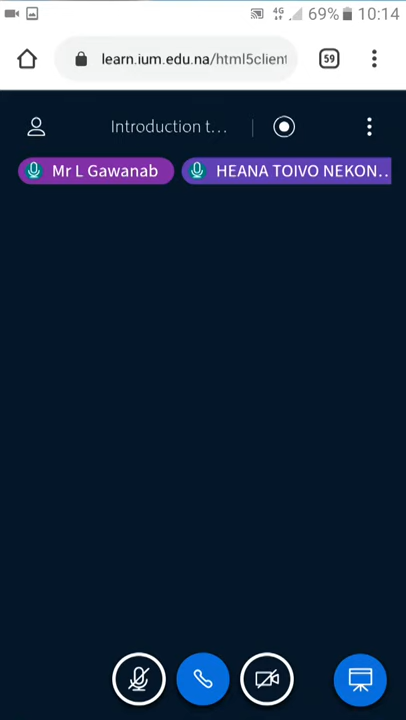 4G 69% 10:14
learn.ium.edu.na/html5client
59
Introduction t...
Mr L Gawanab
HEANA TOIVO NEKON...